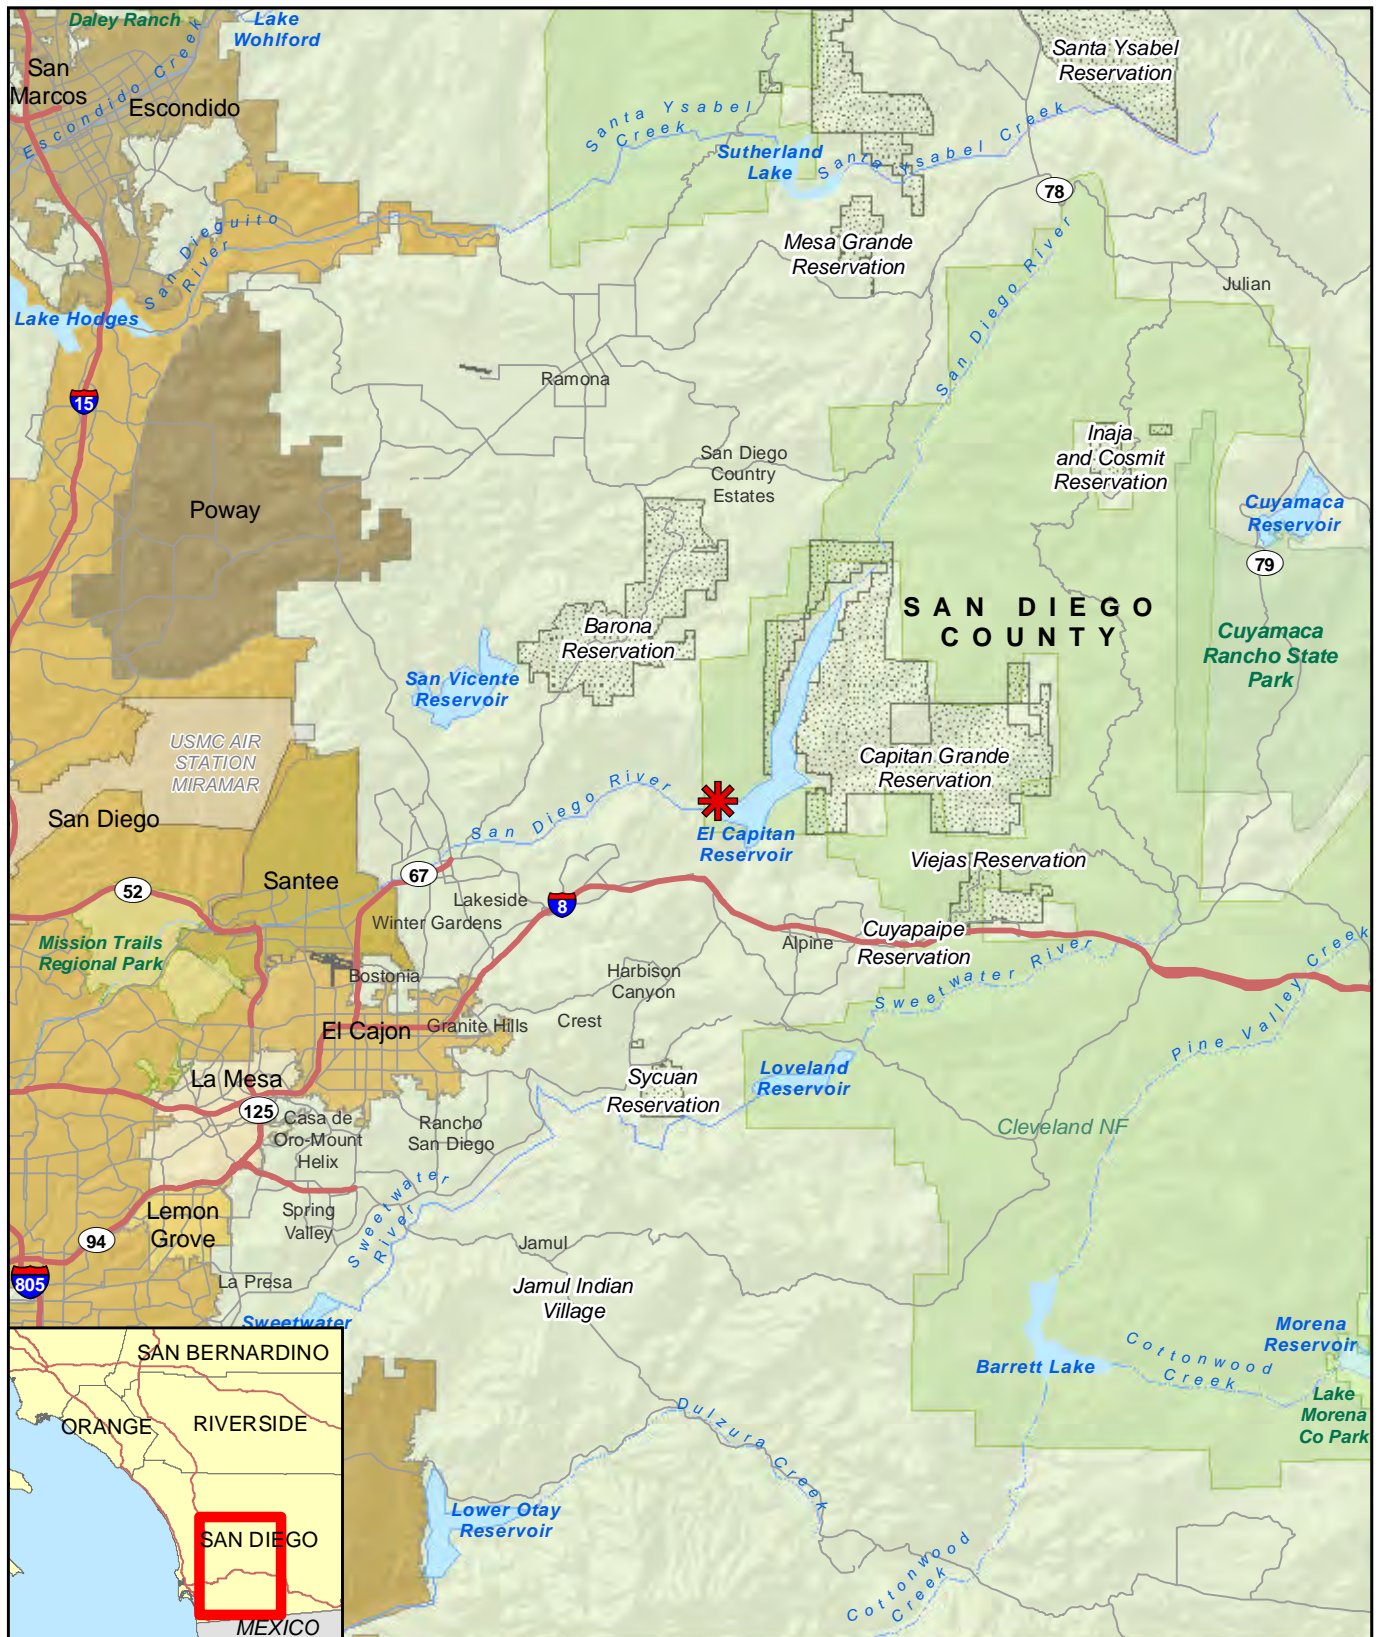 Daley Ranch
Lake
Wohlford
San
Marcos
Escondido Creek
Escondido
Santa Ysabel
Reservation
Santa Ysabel
Creek
Sutherland
Lake
Santa Ysabel Creek
78
San Dieguito
River
Mesa Grande
Reservation
San Diego River
Julian
Lake Hodges
15
Ramona
San Diego
Country
Estates
Inaja
and Cosmit
Reservation
Poway
Cuyamaca
Reservoir
79
SAN DIEGO
COUNTY
Barona
Reservation
Cuyamaca
Rancho State
Park
San Vicente
Reservoir
USMC AIR
STATION
MIRAMAR
Capitan Grande
Reservation
San Diego
San Diego River
El Capitan
Reservoir
Viejas Reservation
67
Santee
52
Lakeside
8
Winter Gardens
Mission Trails
Regional Park
Alpine
Cuyapaipe
Reservation
Bostonia
Harbison
Canyon
Sweetwater River
Pine Valley Creek
El Cajon
Granite Hills
Crest
La Mesa
Sycuan
Reservation
Loveland
Reservoir
125
Casa de
Oro-Mount
Helix
Rancho
San Diego
Cleveland NF
Sweetwater
River
Lemon
Grove
Spring
Valley
94
Jamul
La Presa
805
Jamul Indian
Village
Sweetwater
Morena
Reservoir
Barrett Lake
Cottonwood
Creek
Lake
Morena
Co Park
SAN BERNARDINO
ORANGE
RIVERSIDE
Dulzura Creek
Lower Otay
Reservoir
SAN DIEGO
Cottonwood
Creek
MEXICO